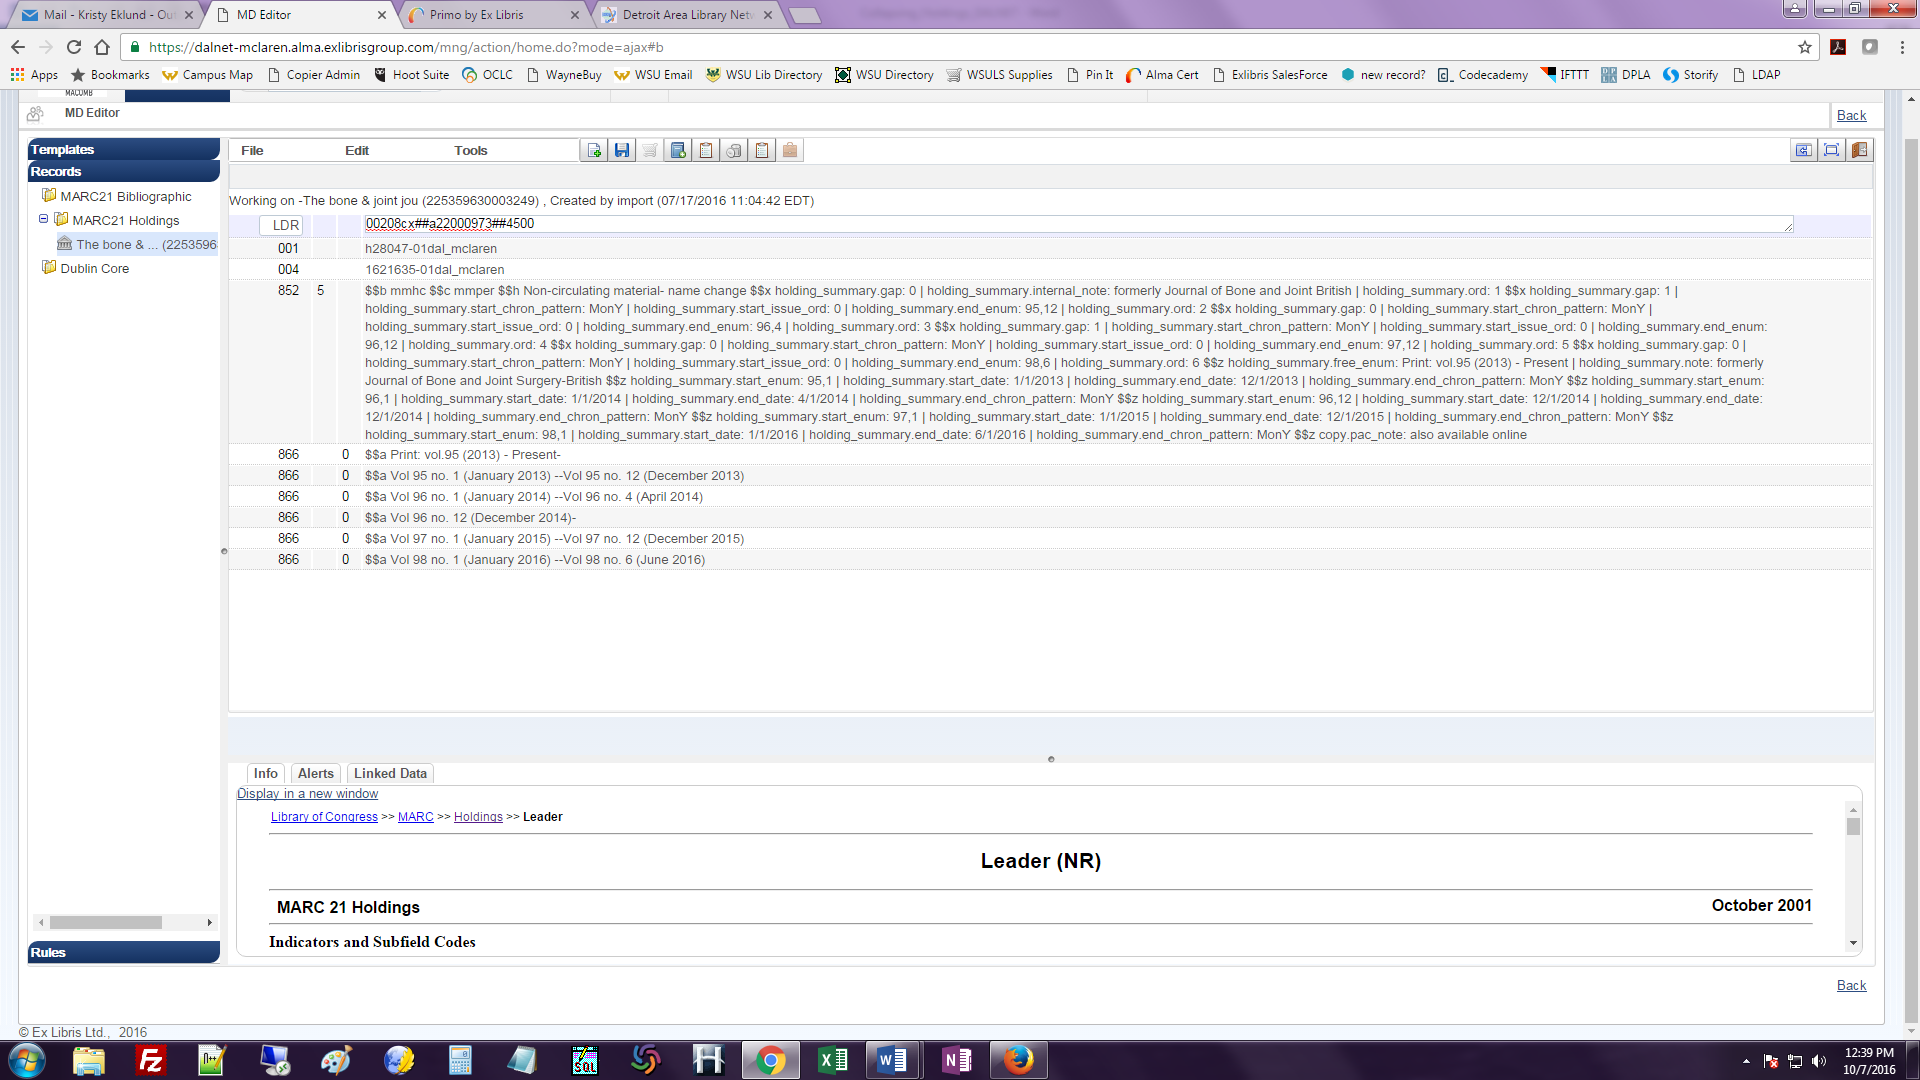 Mail - Kristy Eklund - Out
MD Editor
Primo by Ex Libris
Detroit Area Library Net
https://dalnet-mclaren.alma.exlibrisgroup.com/mng/action/home.do?mode=ajax#b
Apps Bookmarks Campus Map Copier Admin Hoot Suite OCLC WayneBuy WSU Email WSU Lib Directory WSU Directory WSULS Supplies Pin It Alma Cert Exlibris SalesForce new record? Codecademy IFTTT DPLA Storify LDAP
MACOMB
MD Editor
Back
Templates
Records
MARC21 Bibliographic
MARC21 Holdings
The bone & ... (2253596
Dublin Core
Rules
File Edit Tools
Working on -The bone & joint jou (225359630003249) , Created by import (07/17/2016 11:04:42 EDT)
LDR 00208cx##a22000973##4500
001 h28047-01dal_mclaren
004 1621635-01dal_mclaren
852 5 $$b mmhc $$c mmper $$h Non-circulating material- name change $$x holding_summary.gap: 0 | holding_summary.internal_note: formerly Journal of Bone and Joint British | holding_summary.ord: 1 $$x holding_summary.gap: 1 |
holding_summary.start_chron_pattern: MonY | holding_summary.start_issue_ord: 0 | holding_summary.end_enum: 95,12 | holding_summary.ord: 2 $$x holding_summary.gap: 0 | holding_summary.start_chron_pattern: MonY |
holding_summary.start_issue_ord: 0 | holding_summary.end_enum: 96,4 | holding_summary.ord: 3 $$x holding_summary.gap: 1 | holding_summary.start_chron_pattern: MonY | holding_summary.start_issue_ord: 0 | holding_summary.end_enum:
96,12 | holding_summary.ord: 4 $$x holding_summary.gap: 0 | holding_summary.start_chron_pattern: MonY | holding_summary.start_issue_ord: 0 | holding_summary.end_enum: 97,12 | holding_summary.ord: 5 $$x holding_summary.gap: 0 |
holding_summary.start_chron_pattern: MonY | holding_summary.start_issue_ord: 0 | holding_summary.end_enum: 98,6 | holding_summary.ord: 6 $$z holding_summary.free_enum: Print: vol.95 (2013) - Present | holding_summary.note: formerly
Journal of Bone and Joint Surgery-British $$z holding_summary.start_enum: 95,1 | holding_summary.start_date: 1/1/2013 | holding_summary.end_date: 12/1/2013 | holding_summary.end_chron_pattern: MonY $$z holding_summary.start_enum:
96,1 | holding_summary.start_date: 1/1/2014 | holding_summary.end_date: 4/1/2014 | holding_summary.end_chron_pattern: MonY $$z holding_summary.start_enum: 96,12 | holding_summary.start_date: 12/1/2014 | holding_summary.end_date:
12/1/2014 | holding_summary.end_chron_pattern: MonY $$z holding_summary.start_enum: 97,1 | holding_summary.start_date: 1/1/2015 | holding_summary.end_date: 12/1/2015 | holding_summary.end_chron_pattern: MonY $$z
holding_summary.start_enum: 98,1 | holding_summary.start_date: 1/1/2016 | holding_summary.end_date: 6/1/2016 | holding_summary.end_chron_pattern: MonY $$z copy.pac_note: also available online
866 0 $$a Print: vol.95 (2013) - Present-
866 0 $$a Vol 95 no. 1 (January 2013) --Vol 95 no. 12 (December 2013)
866 0 $$a Vol 96 no. 1 (January 2014) --Vol 96 no. 4 (April 2014)
866 0 $$a Vol 96 no. 12 (December 2014)-
866 0 $$a Vol 97 no. 1 (January 2015) --Vol 97 no. 12 (December 2015)
866 0 $$a Vol 98 no. 1 (January 2016) --Vol 98 no. 6 (June 2016)
Info Alerts Linked Data
Display in a new window
Library of Congress >> MARC >> Holdings >> Leader
Leader (NR)
MARC 21 Holdings October 2001
Indicators and Subfield Codes
Back
© Ex Libris Ltd., 2016
12:39 PM
10/7/2016